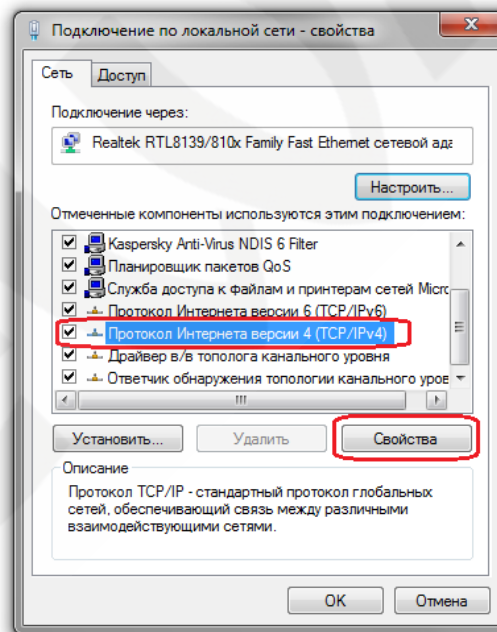 Подключение по локальной сети - свойства
Сеть
Доступ
Подключение через:
Realtek RTL8139/810x Family Fast Ethernet сетевой ада
Настроить...
Отмеченные компоненты используются этим подключением:
Kaspersky Anti-Virus NDIS 6 Filter
Планировщик пакетов QoS
Служба доступа к файлам и принтерам сетей Micro
Протокол Интернета версии 6 (TCP/IPv6)
Протокол Интернета версии 4 (TCP/IPv4)
Драйвер в/в тополога канального уровня
Ответчик обнаружения топологии канального уров
Установить...
Удалить
Свойства
Описание
Протокол TCP/IP - стандартный протокол глобальных
сетей, обеспечивающий связь между различными
взаимодействующими сетями.
OK
Отмена